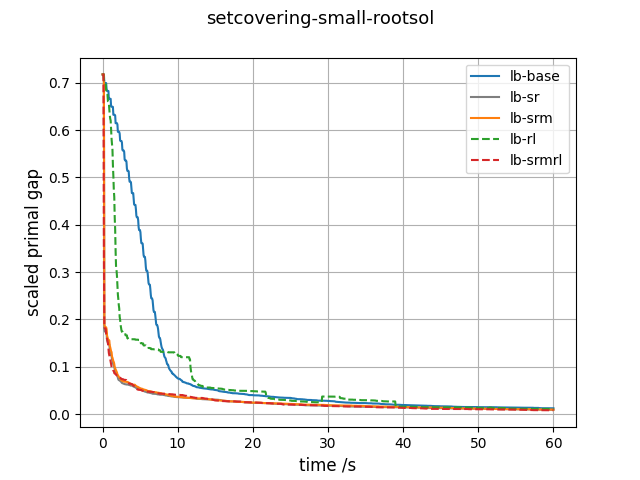 setcovering-small-rootsol
lb-base
lb-sr
lb-srm
lb-rl
lb-srmrl
scaled primal gap
0.7
0.6
0.5
0.4
0.3
0.2
0.1
0.0
0 10 20 30 40 50 60
time /s